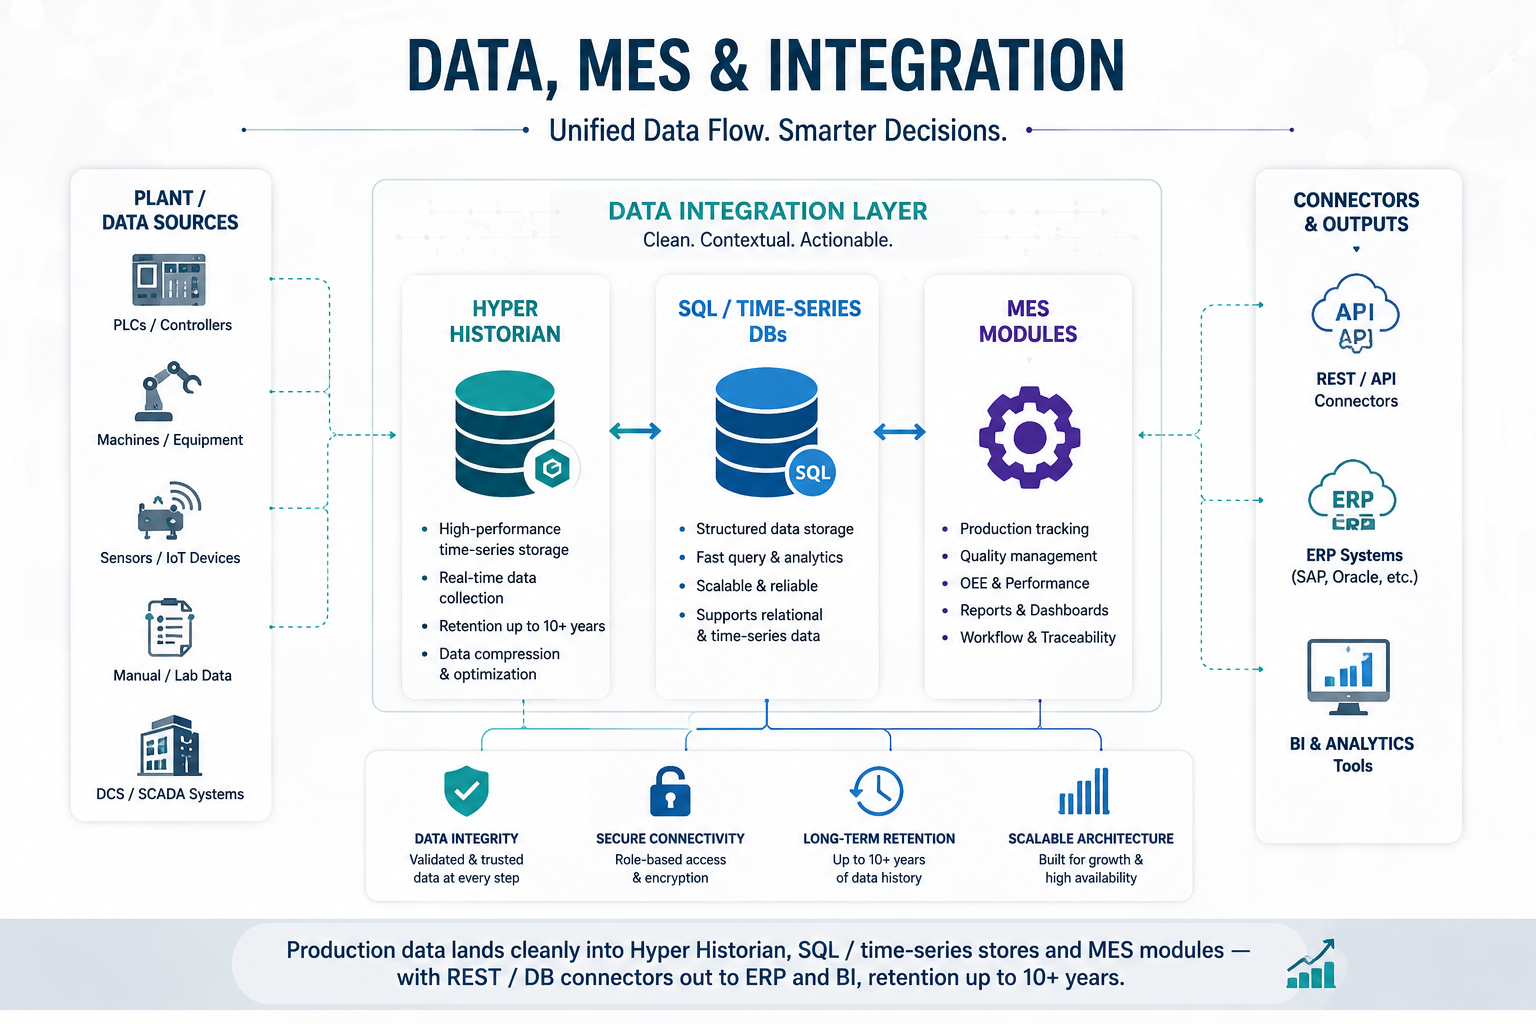 DATA, MES & INTEGRATION
Unified Data Flow. Smarter Decisions.
PLANT /
DATA SOURCES
PLCs / Controllers
Machines / Equipment
Sensors / IoT Devices
Manual / Lab Data
DCS / SCADA Systems
DATA INTEGRATION LAYER
Clean. Contextual. Actionable.
HYPER
HISTORIAN
• High-performance
time-series storage
• Real-time data
collection
• Retention up to 10+ years
• Data compression
& optimization
SQL / TIME-SERIES
DBs
SQL
• Structured data storage
• Fast query & analytics
• Scalable & reliable
• Supports relational
& time-series data
MES
MODULES
• Production tracking
• Quality management
• OEE & Performance
• Reports & Dashboards
• Workflow & Traceability
CONNECTORS
& OUTPUTS
API
API
REST / API
Connectors
ERP
ERP
ERP Systems
(SAP, Oracle, etc.)
BI & ANALYTICS
Tools
DATA INTEGRITY
Validated & trusted
data at every step
SECURE CONNECTIVITY
Role-based access
& encryption
LONG-TERM RETENTION
Up to 10+ years
of data history
SCALABLE ARCHITECTURE
Built for growth &
high availability
Production data lands cleanly into Hyper Historian, SQL / time-series stores and MES modules —
with REST / DB connectors out to ERP and BI, retention up to 10+ years.